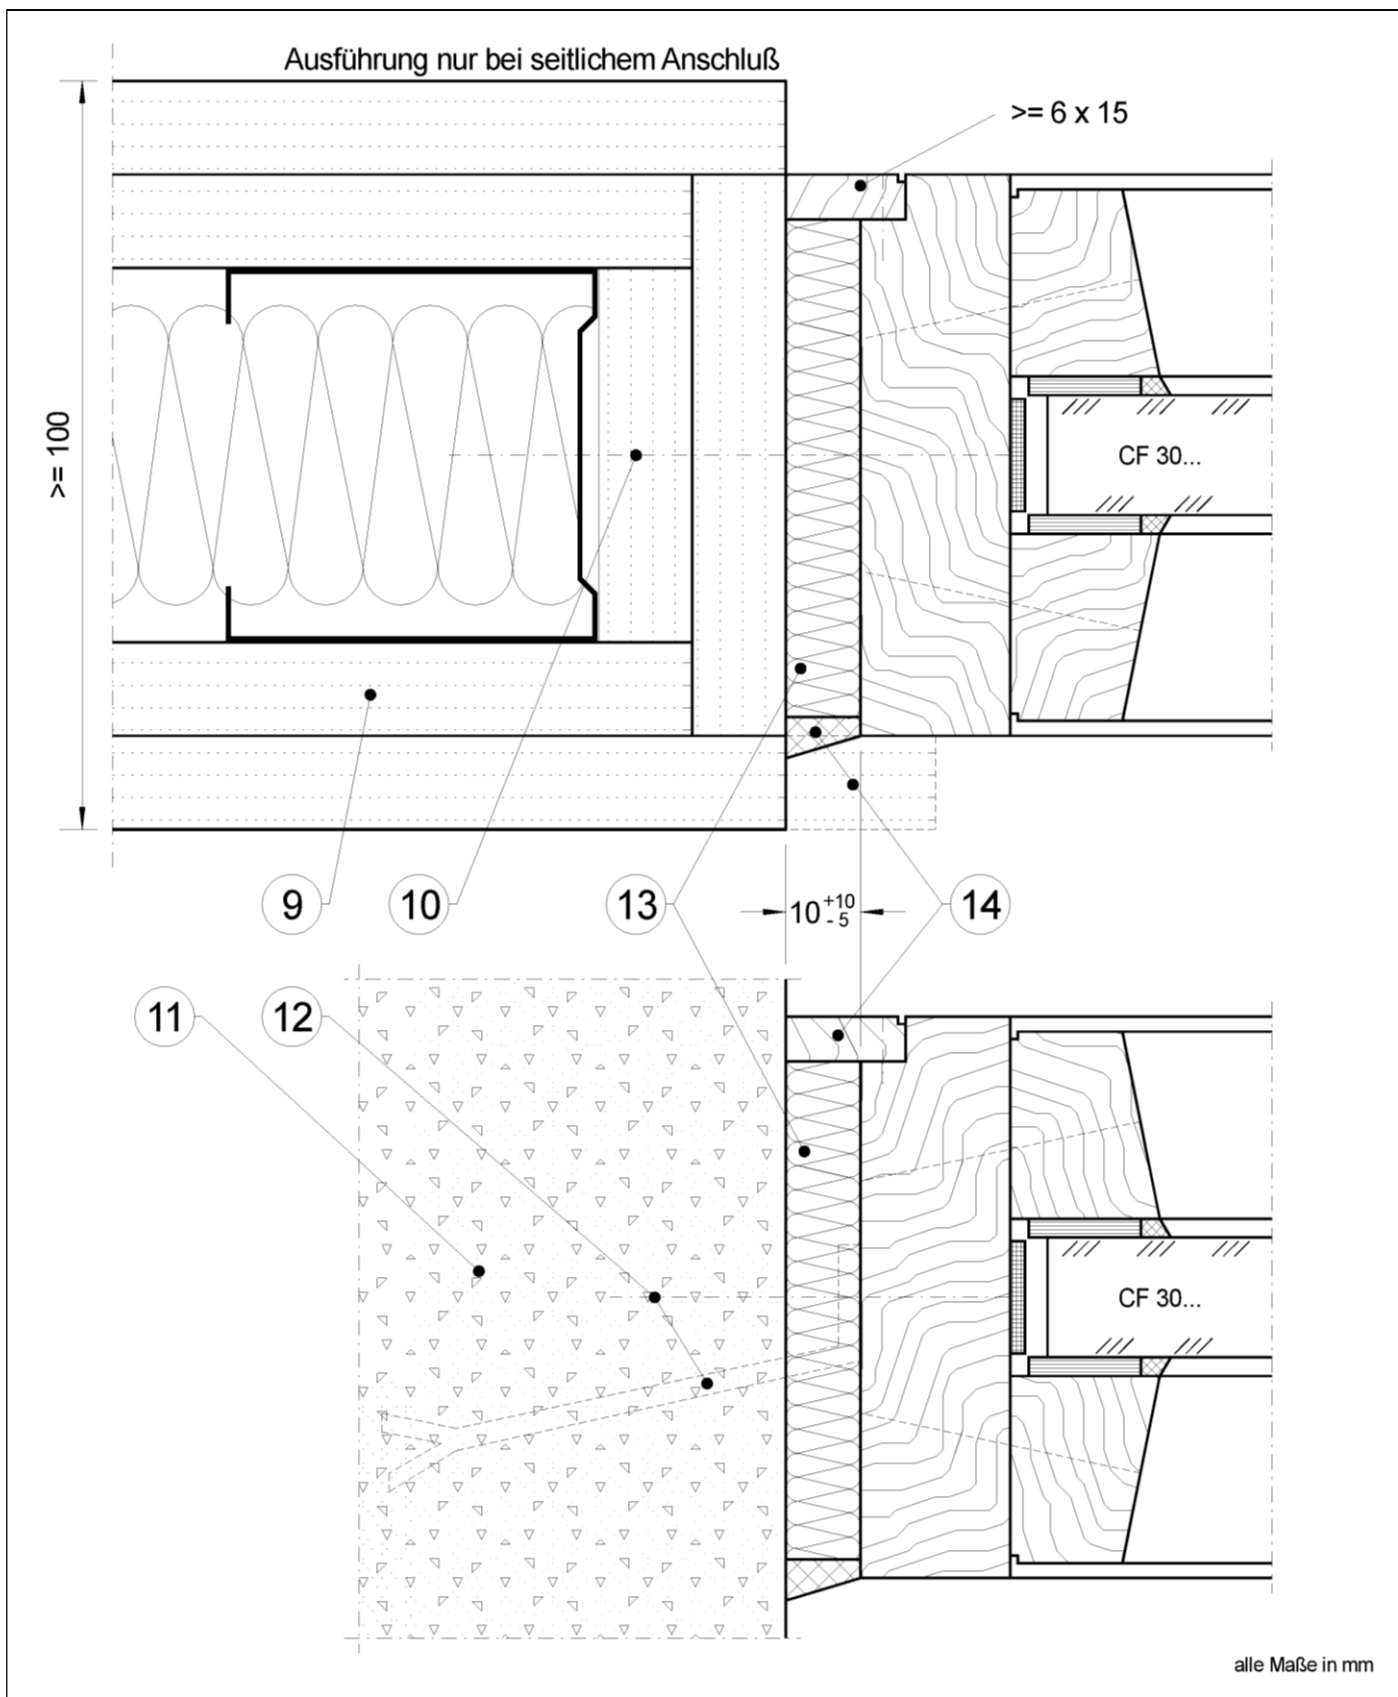 Ausführung nur bei seitlichem Anschluß
>= 6 x 15
>= 100
CF 30...
9
10
13
10 +10 - 5
14
11
12
CF 30...
alle Maße in mm